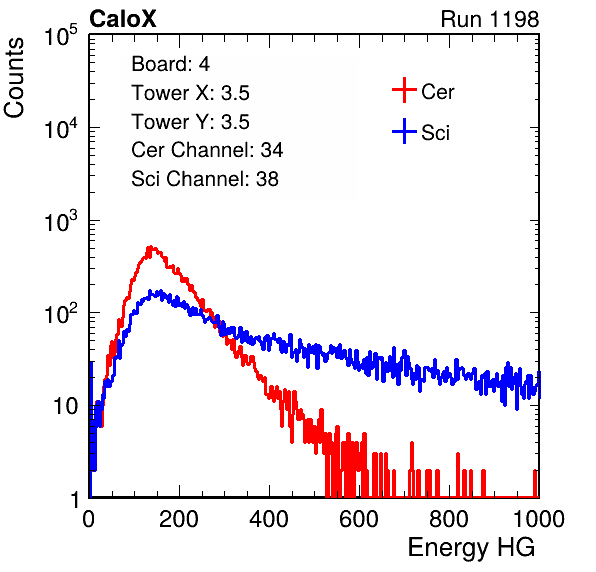 CaloX Run 1198
Counts
10^5
10^4
10^3
10^2
10
1
Board: 4
Tower X: 3.5
Tower Y: 3.5
Cer Channel: 34
Sci Channel: 38
Cer
Sci
0 200 400 600 800 1000
Energy HG